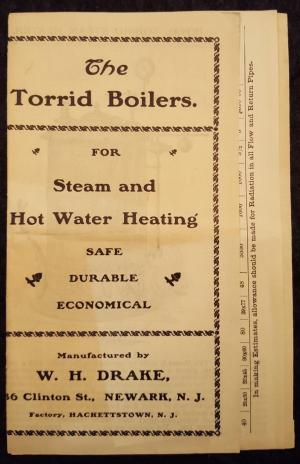 The
Torrid Boilers.
FOR
Steam and
Hot Water Heating
SAFE
DURABLE
ECONOMICAL
Manufactured by
W. H. DRAKE,
36 Clinton St., NEWARK, N. J.
Factory, HACKETTSTOWN, N. J.
In making Estimates, allowance should be made for Radiation in all Flow and Return Pipes.